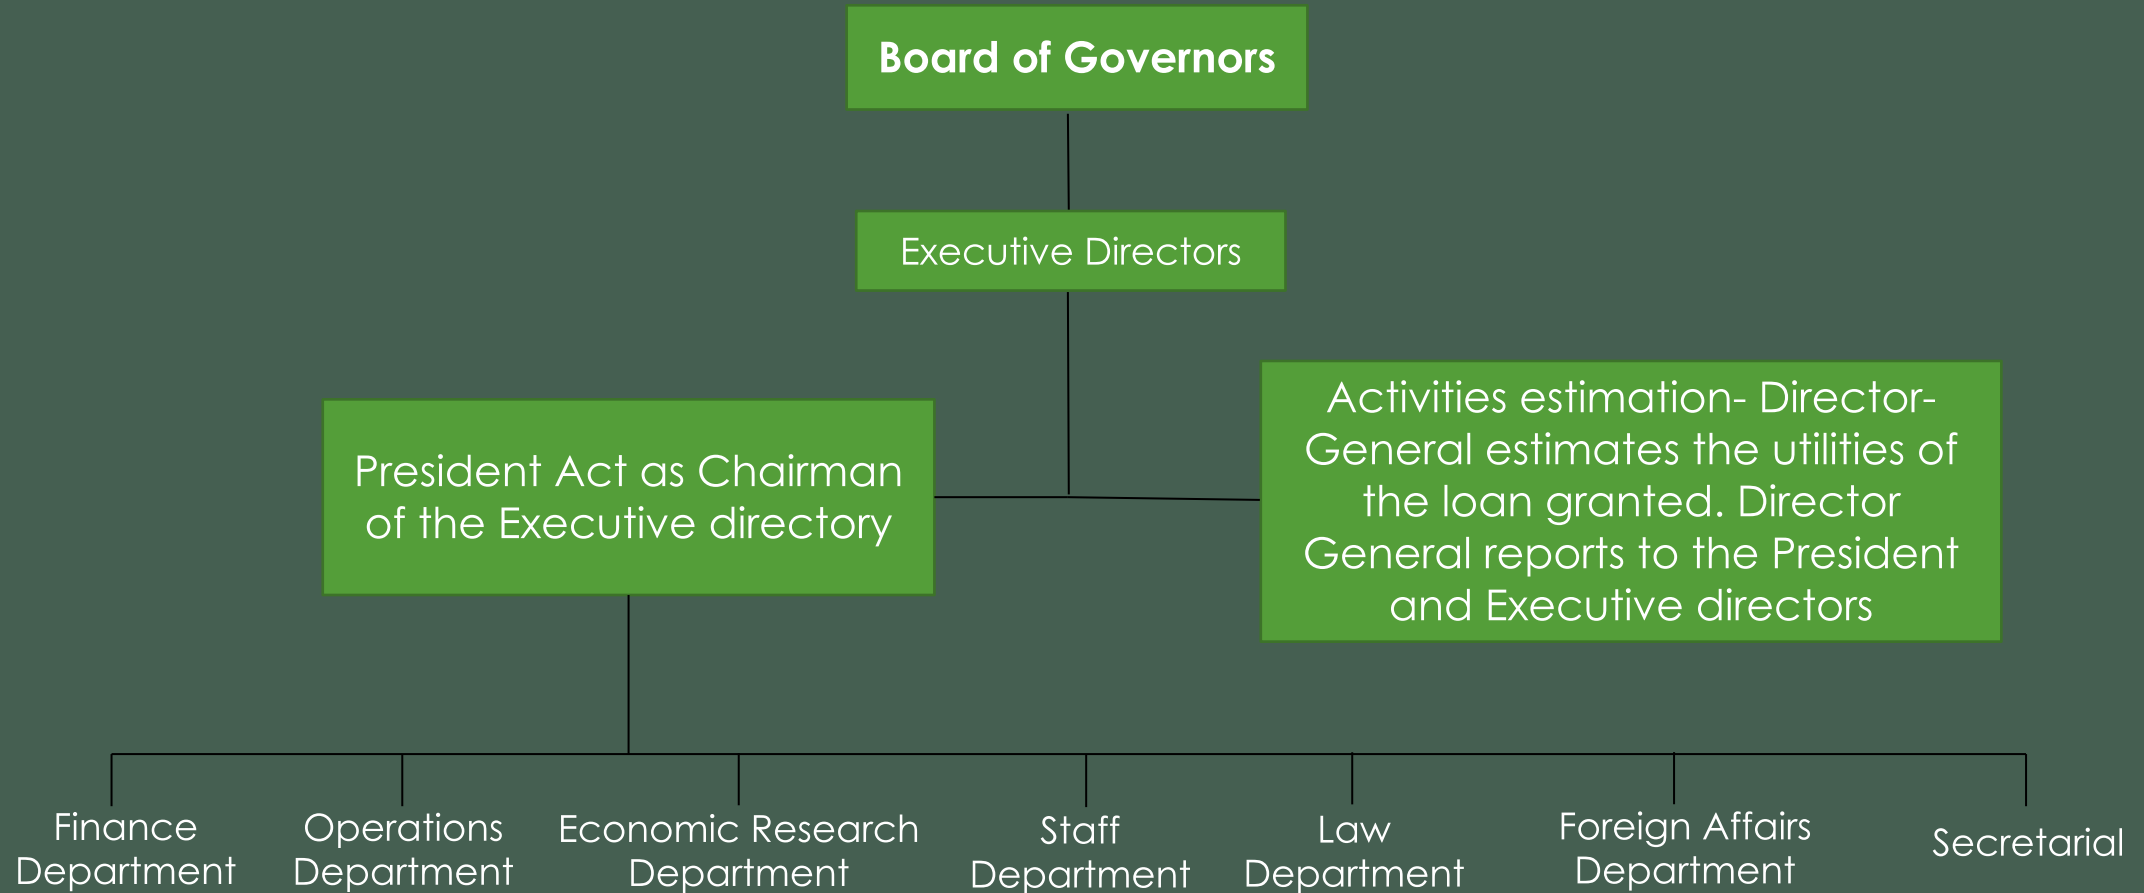 Board of Governors
Executive Directors
President Act as Chairman
of the Executive directory
Activities estimation- Director-
General estimates the utilities of
the loan granted. Director
General reports to the President
and Executive directors
Finance
Department
Operations
Department
Economic Research
Department
Staff
Department
Law
Department
Foreign Affairs
Department
Secretarial